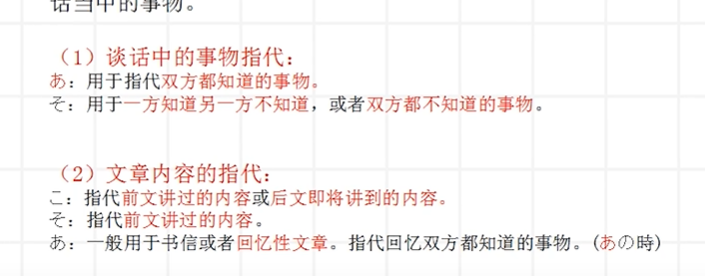 话当中的事物。
（1）谈话中的事物指代：
あ：用于指代双方都知道的事物。
そ：用于一方知道另一方不知道，或者双方都不知道的事物。
（2）文章内容的指代：
こ：指代前文讲过的内容或后文即将讲到的内容。
そ：指代前文讲过的内容。
あ：一般用于书信或者回忆性文章。指代回忆双方都知道的事物。(あの時)